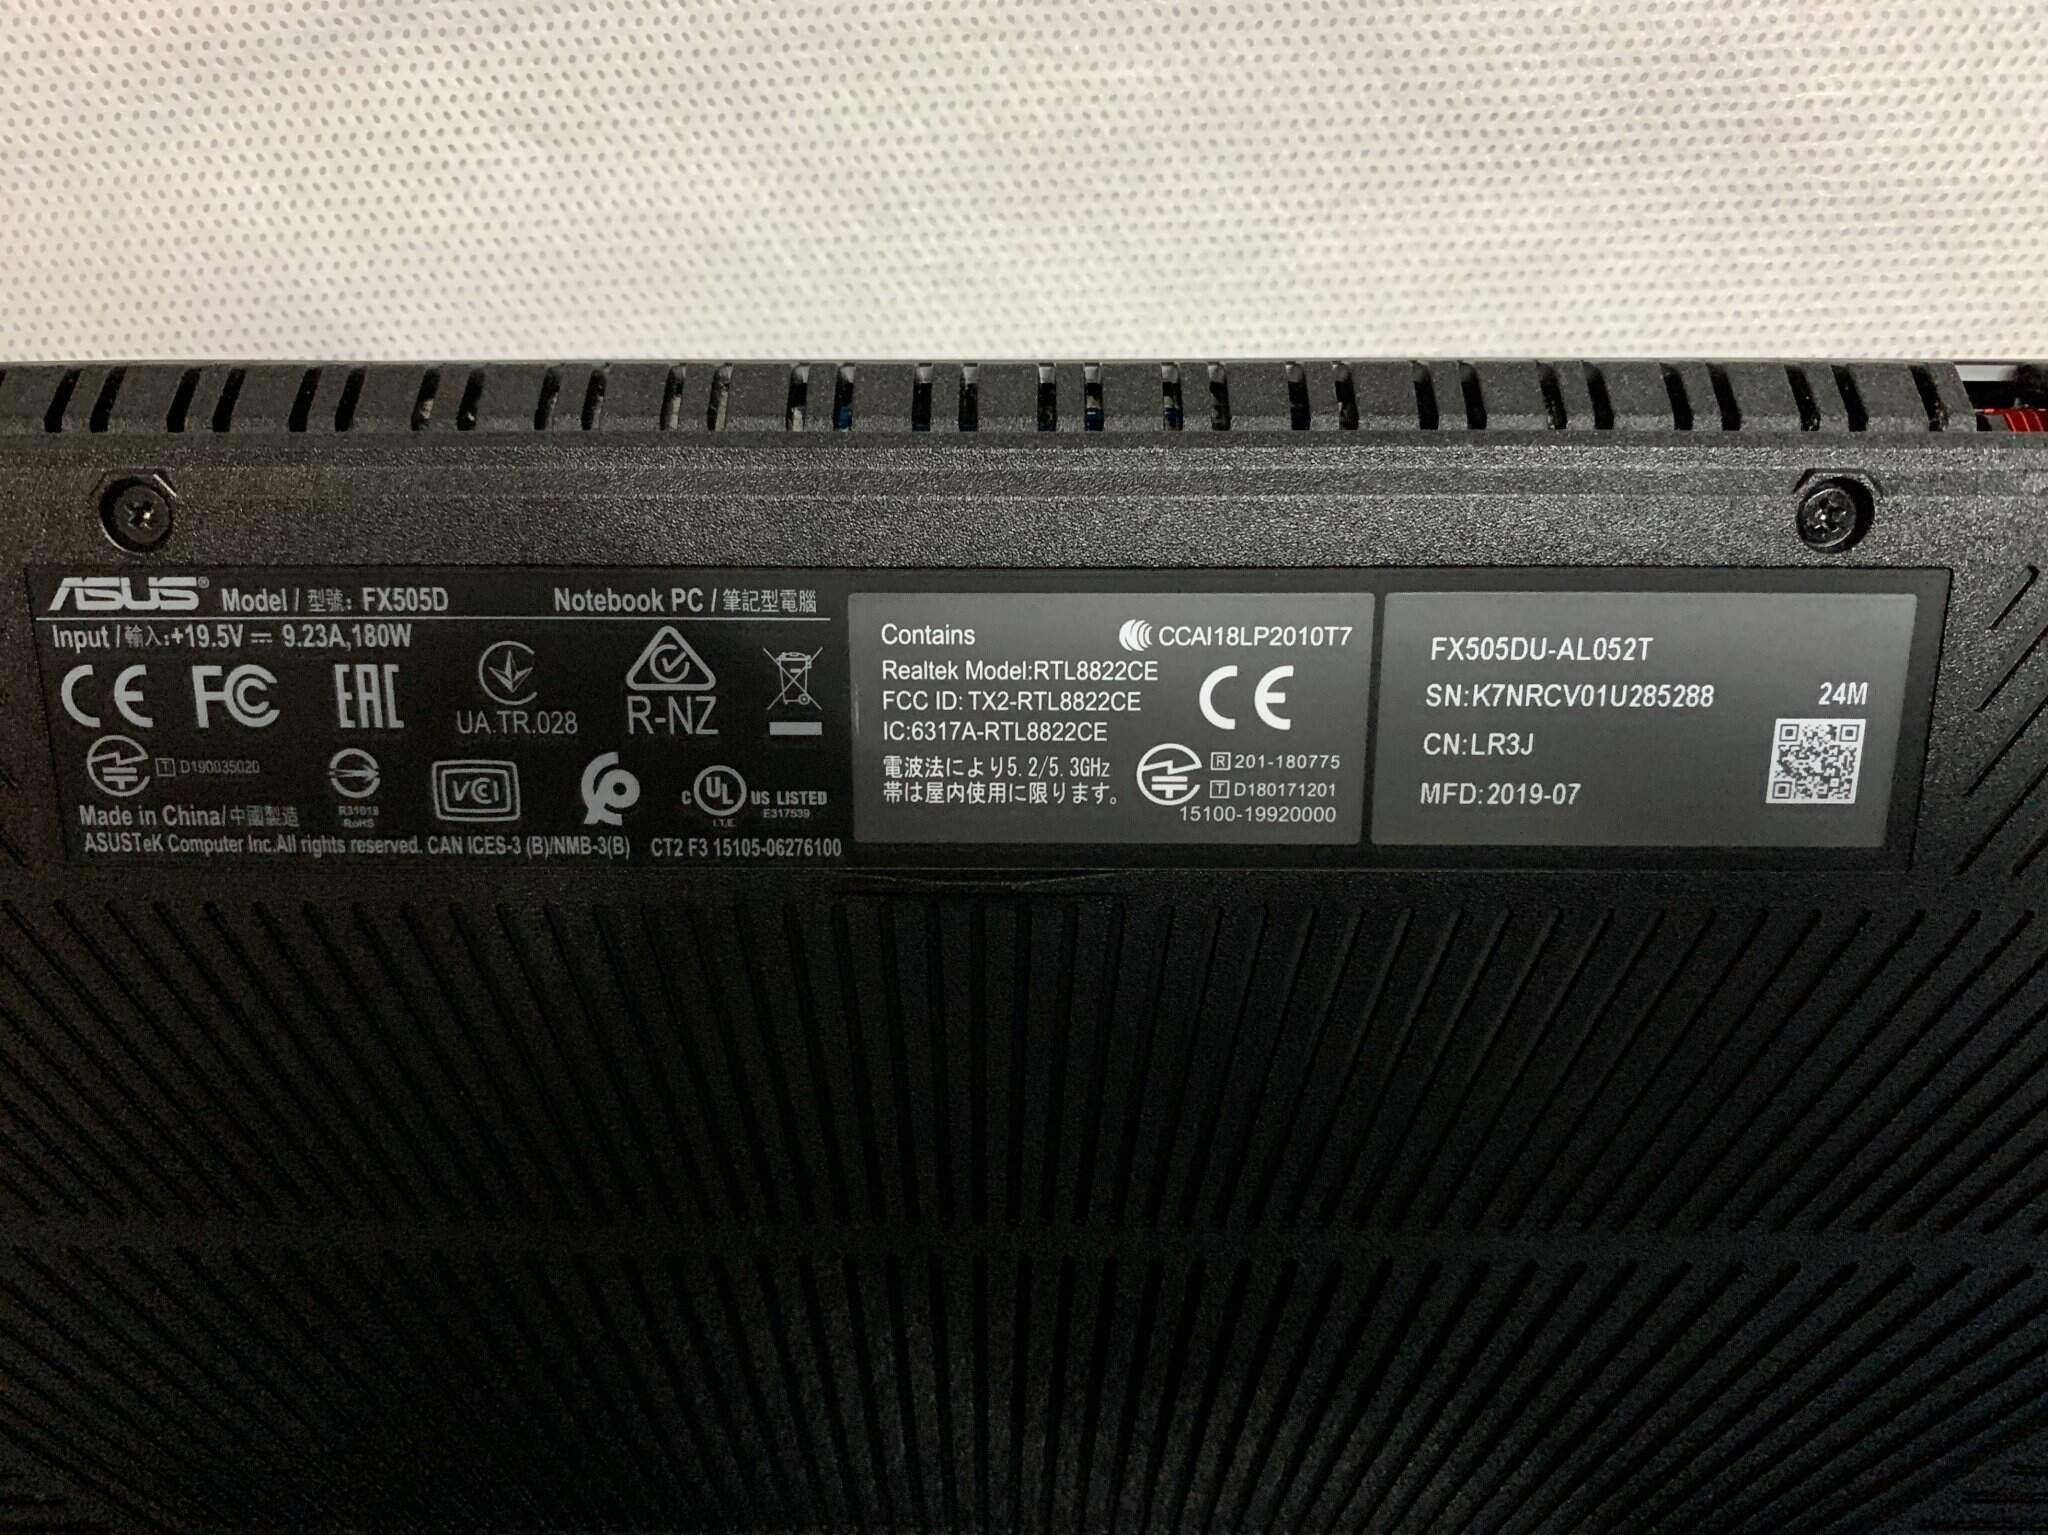 ASUS® Model / 型號: FX505D Notebook PC / 筆記型電腦
Input / 輸入:+19.5V ⎓ 9.23A,180W
CE FC EAC
UA.TR.028
R-NZ
T D190035020
R31018
RoHS
VCCI
c UL US LISTED
I.T.E.
E317539
Made in China/中國製造
ASUSTeK Computer Inc.All rights reserved. CAN ICES-3 (B)/NMB-3(B) CT2 F3 15105-06276100
Contains CCAI18LP2010T7
Realtek Model:RTL8822CE
FCC ID: TX2-RTL8822CE
IC:6317A-RTL8822CE
CE
電波法により5.2/5.3GHz
帯は屋内使用に限ります。
R 201-180775
T D180171201
15100-19920000
FX505DU-AL052T
SN:K7NRCV01U285288 24M
CN:LR3J
MFD:2019-07